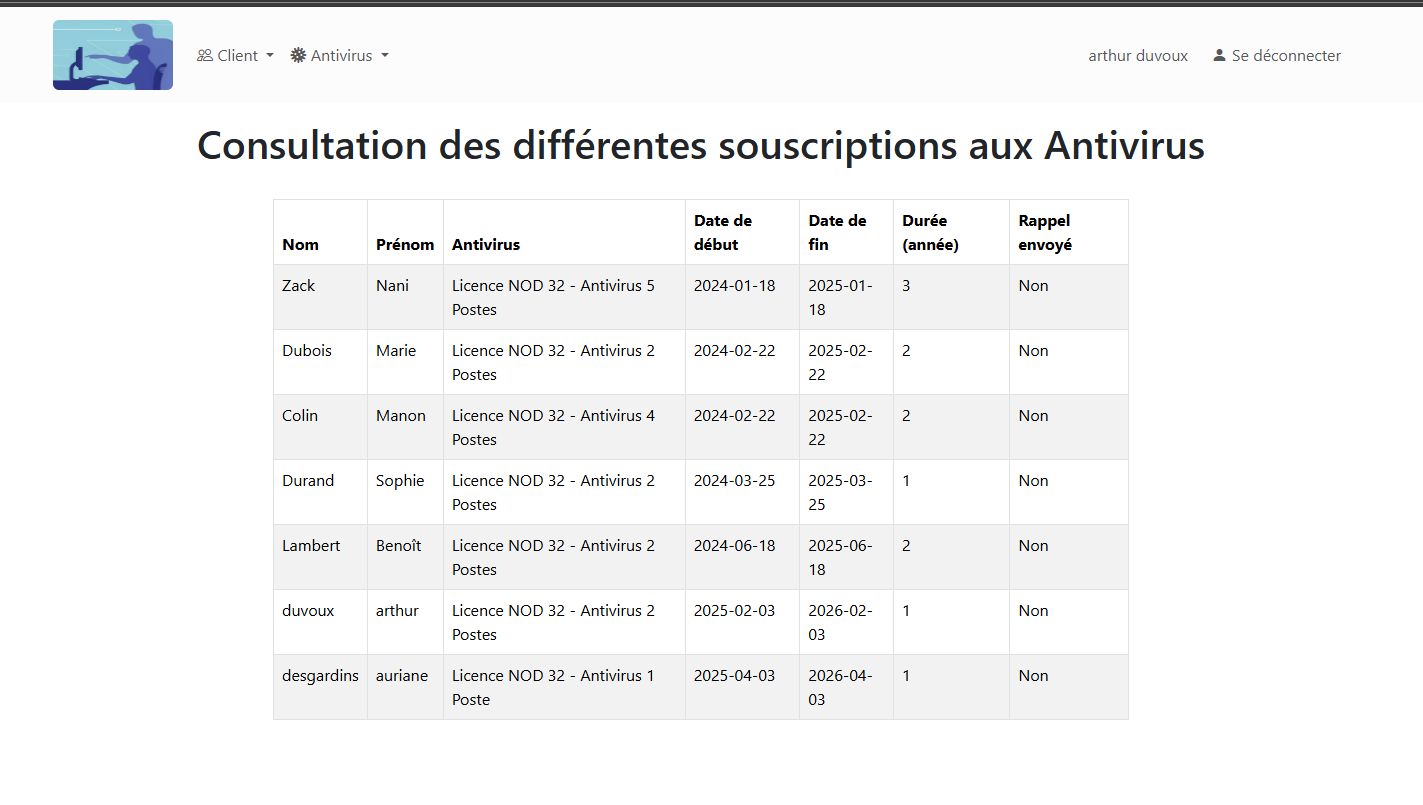 Client
Antivirus
arthur duvoux
Se déconnecter
Consultation des différentes souscriptions aux Antivirus
Nom
Prénom
Antivirus
Date de
début
Date de
fin
Durée
(année)
Rappel
envoyé
Zack
Nani
Licence NOD 32 - Antivirus 5
Postes
2024-01-18
2025-01-
18
3
Non
Dubois
Marie
Licence NOD 32 - Antivirus 2
Postes
2024-02-22
2025-02-
22
2
Non
Colin
Manon
Licence NOD 32 - Antivirus 4
Postes
2024-02-22
2025-02-
22
2
Non
Durand
Sophie
Licence NOD 32 - Antivirus 2
Postes
2024-03-25
2025-03-
25
1
Non
Lambert
Benoît
Licence NOD 32 - Antivirus 2
Postes
2024-06-18
2025-06-
18
2
Non
duvoux
arthur
Licence NOD 32 - Antivirus 2
Postes
2025-02-03
2026-02-
03
1
Non
desgardins
auriane
Licence NOD 32 - Antivirus 1
Poste
2025-04-03
2026-04-
03
1
Non